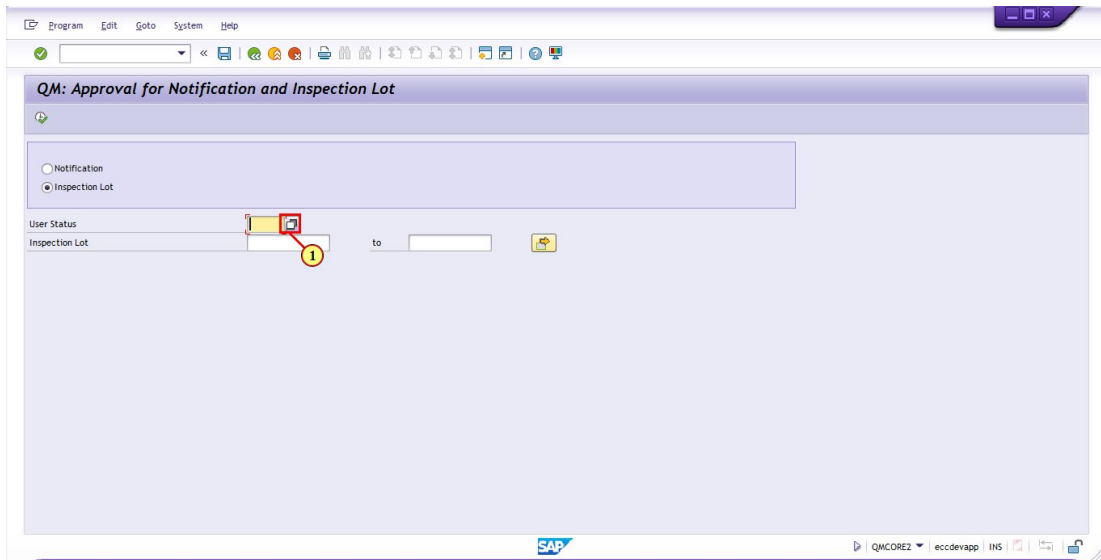 Program Edit Goto System Help
QM: Approval for Notification and Inspection Lot
Notification
Inspection Lot
User Status
Inspection Lot to
1
SAP
QMCORE2 eccdevapp INS